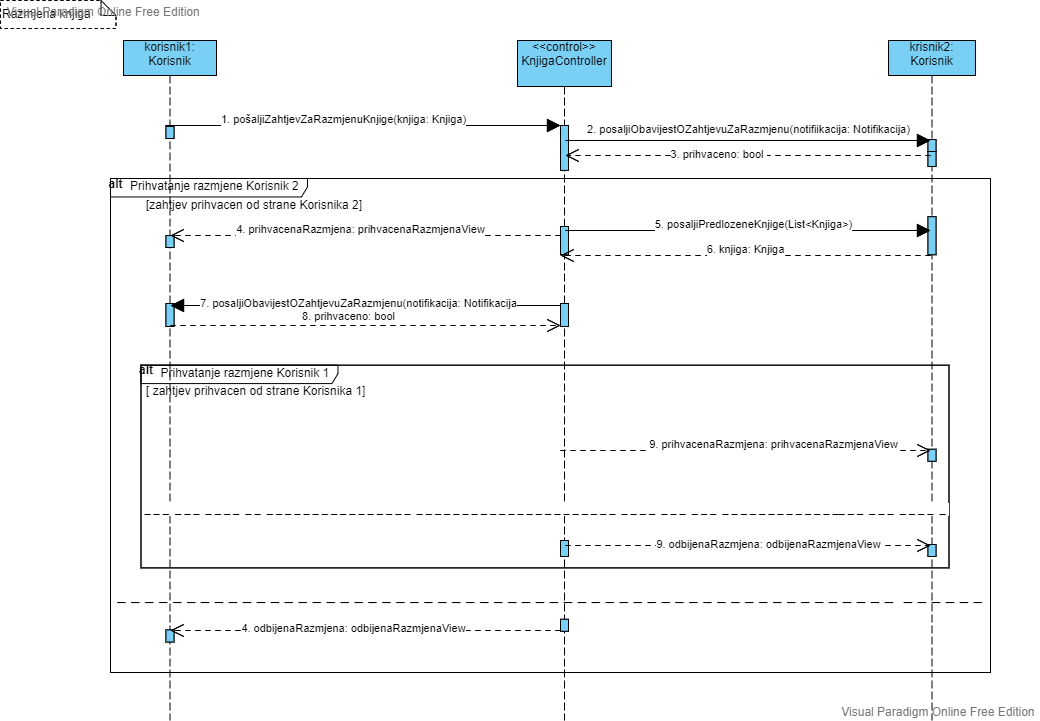 Visual Paradigm Online Free Edition
Razmjena knjiga
korisnik1:
Korisnik
<<control>>
KnjigaController
krisnik2:
Korisnik
1. pošaljiZahtjevZaRazmjenuKnjige(knjiga: Knjiga)
2. posaljiObavijestOZahtjevuZaRazmjenu(notifiikacija: Notifikacija)
3. prihvaceno: bool
alt Prihvatanje razmjene Korisnik 2
[zahtjev prihvacen od strane Korisnika 2]
4. prihvacenaRazmjena: prihvacenaRazmjenaView
5. posaljiPredlozeneKnjige(List<Knjiga>)
6. knjiga: Knjiga
7. posaljiObavijestOZahtjevuZaRazmjenu(notifikacija: Notifikacija
8. prihvaceno: bool
alt Prihvatanje razmjene Korisnik 1
[ zahtjev prihvacen od strane Korisnika 1]
9. prihvacenaRazmjena: prihvacenaRazmjenaView
9. odbijenaRazmjena: odbijenaRazmjenaView
4. odbijenaRazmjena: odbijenaRazmjenaView
Visual Paradigm Online Free Edition